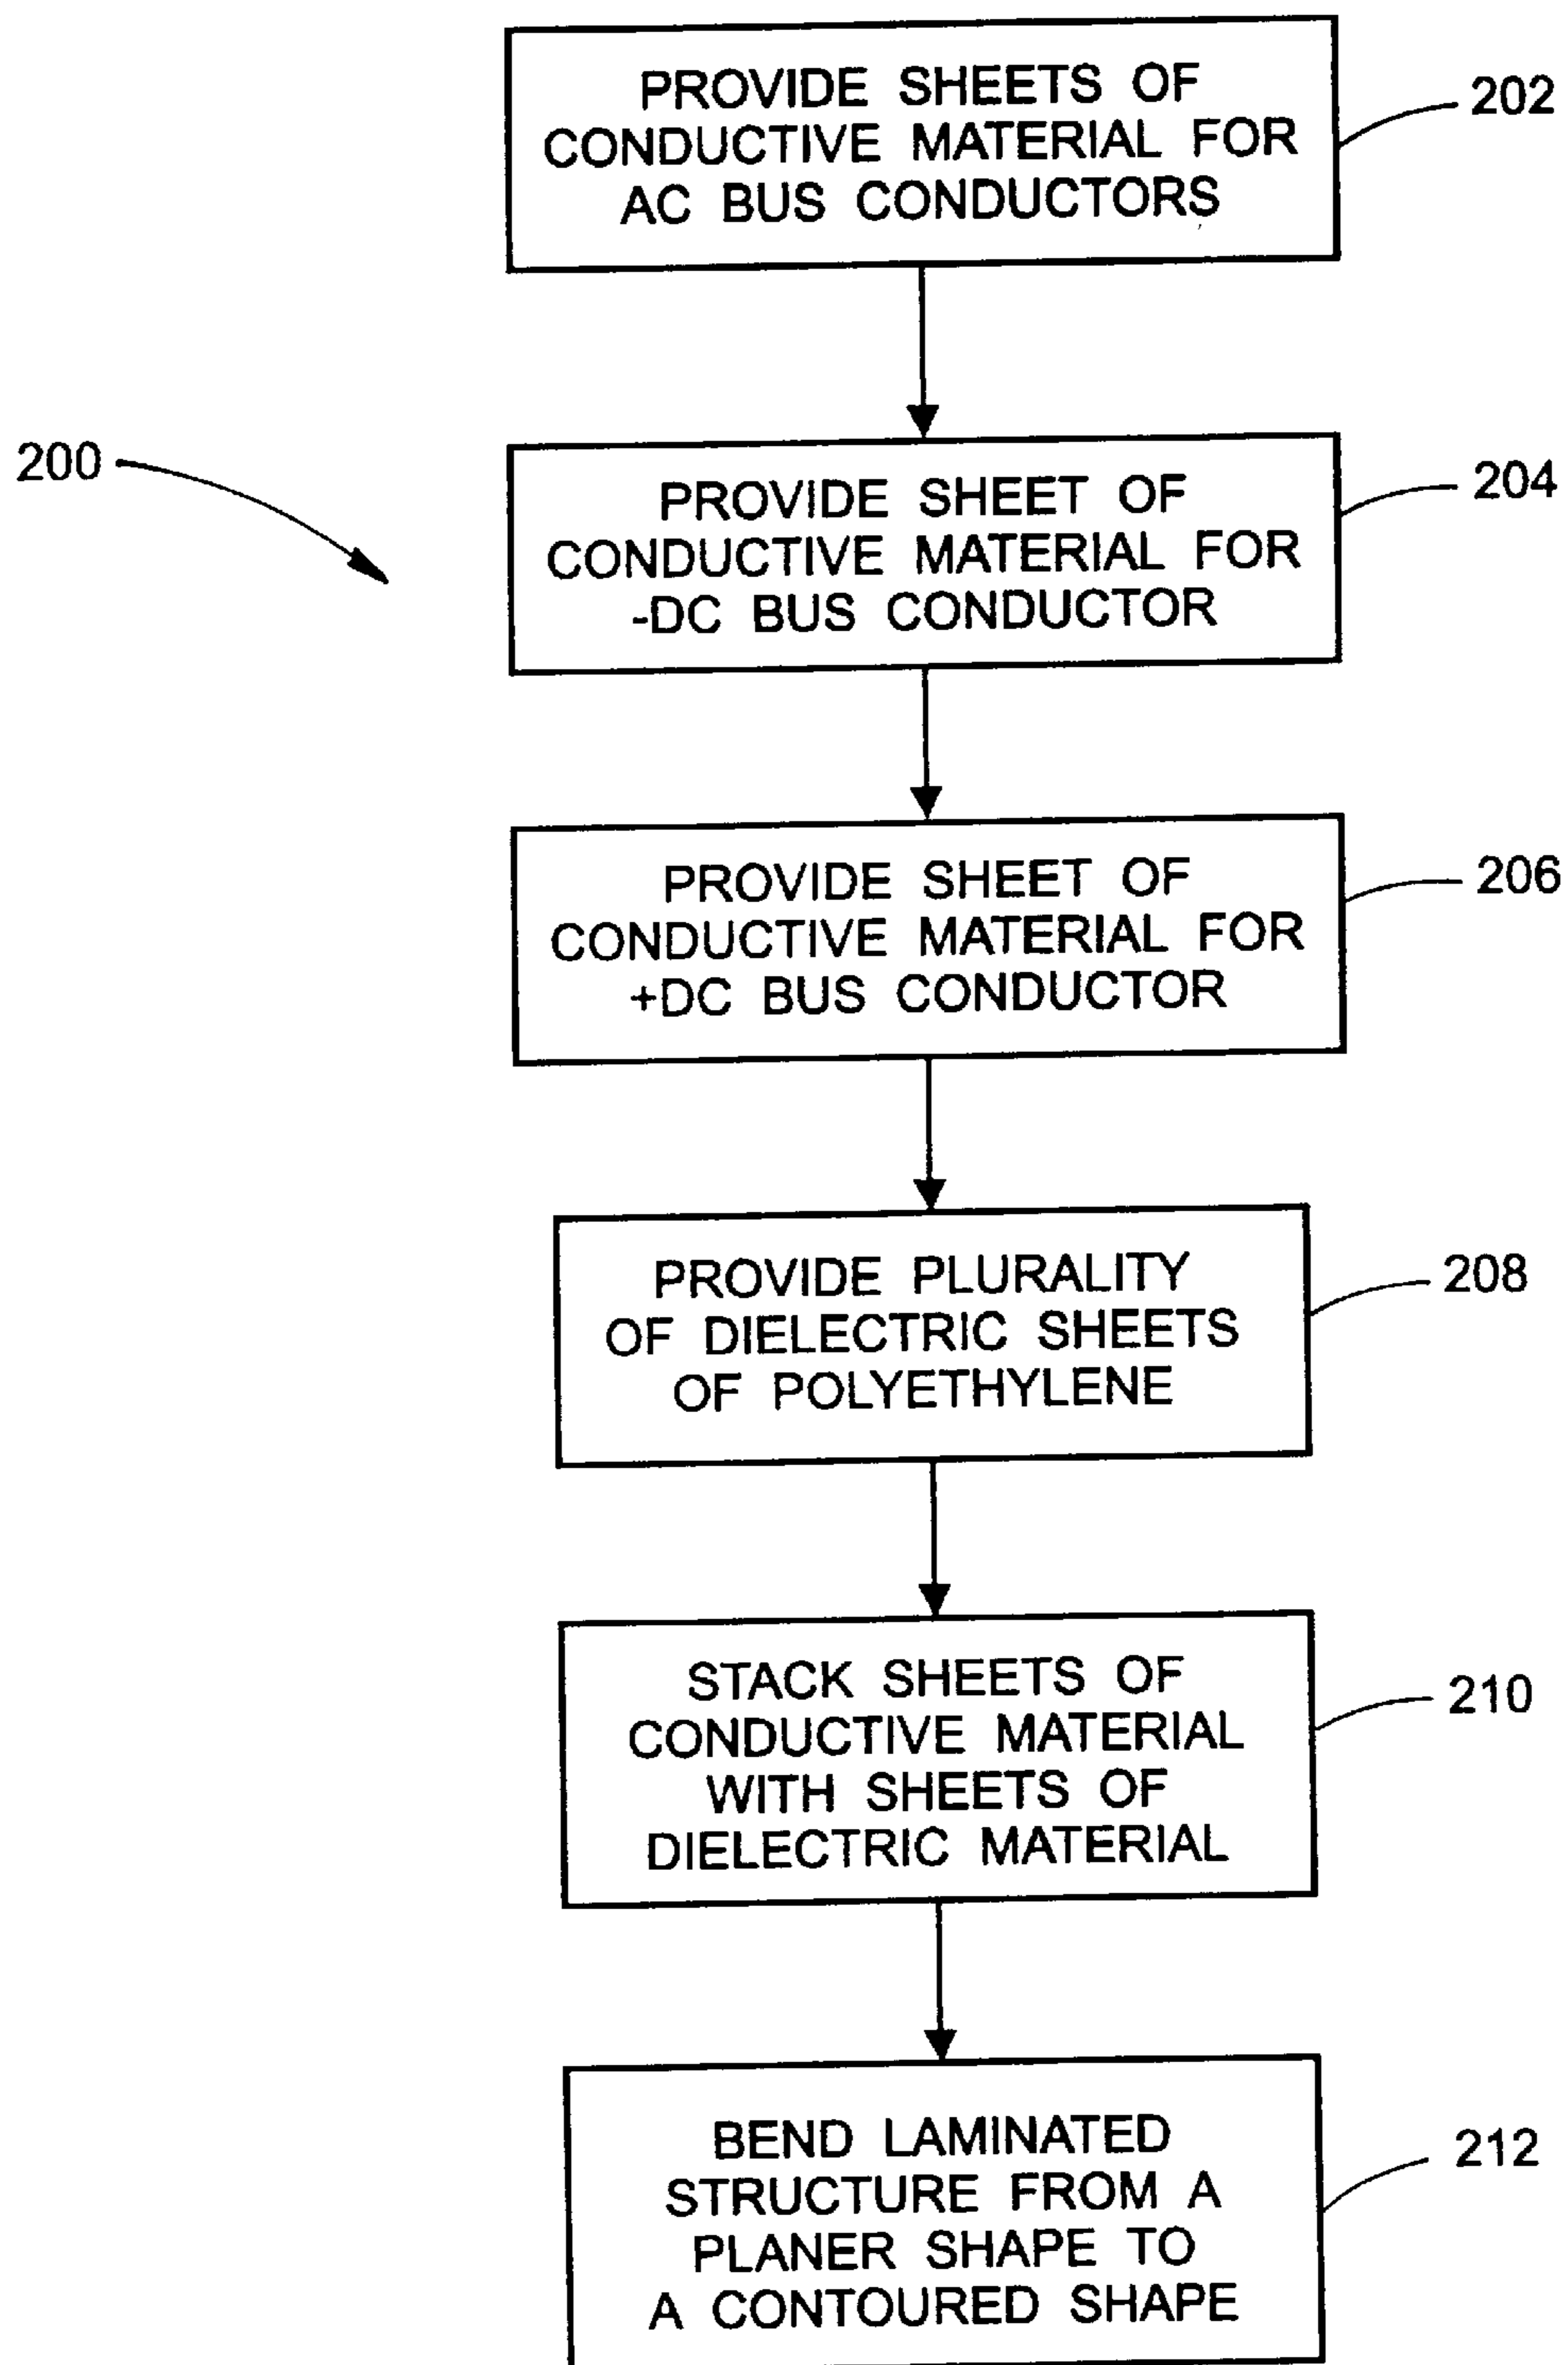 PROVIDE SHEETS OF
CONDUCTIVE MATERIAL FOR
AC BUS CONDUCTORS
202
200
PROVIDE SHEET OF
CONDUCTIVE MATERIAL FOR
-DC BUS CONDUCTOR
204
PROVIDE SHEET OF
CONDUCTIVE MATERIAL FOR
+DC BUS CONDUCTOR
206
PROVIDE PLURALITY
OF DIELECTRIC SHEETS
OF POLYETHYLENE
208
STACK SHEETS OF
CONDUCTIVE MATERIAL
WITH SHEETS OF
DIELECTRIC MATERIAL
210
BEND LAMINATED
STRUCTURE FROM A
PLANER SHAPE TO
A CONTOURED SHAPE
212